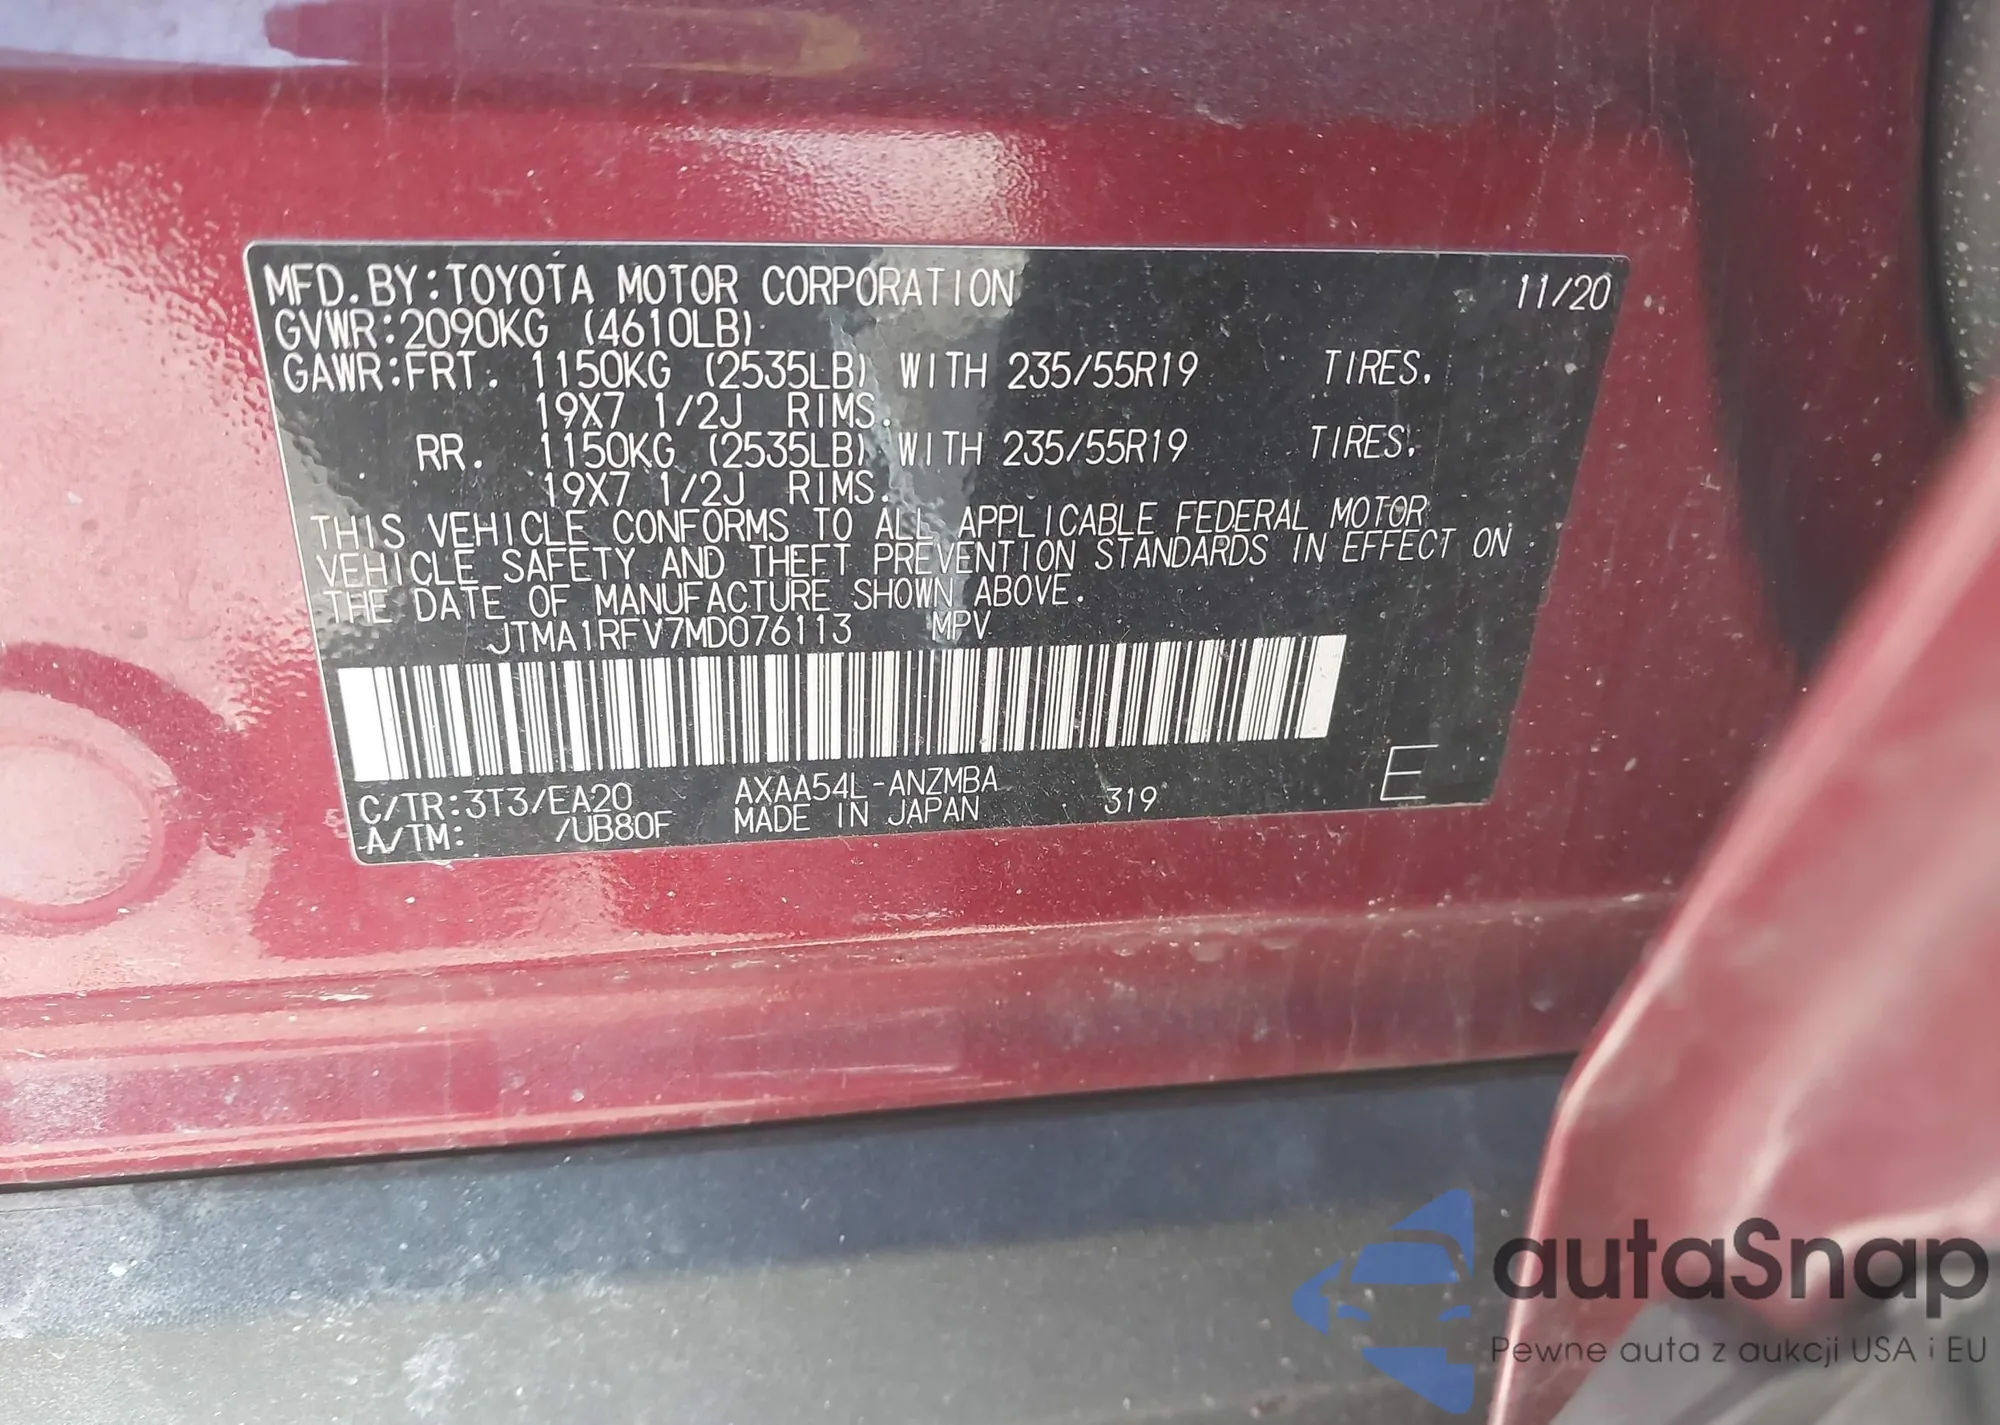 MFD. BY:TOYOTA MOTOR CORPORATION 11/20
GVWR:2090KG (4610LB)
GAWR:FRT. 1150KG (2535LB) WITH 235/55R19 TIRES.
19X7 1/2J RIMS.
RR. 1150KG (2535LB) WITH 235/55R19 TIRES.
19X7 1/2J RIMS.
THIS VEHICLE CONFORMS TO ALL APPLICABLE FEDERAL MOTOR
VEHICLE SAFETY AND THEFT PREVENTION STANDARDS IN EFFECT ON
THE DATE OF MANUFACTURE SHOWN ABOVE.
JTMA1RFV7MD076113 MPV
C/TR:3T3/EA20 AXAA54L-ANZMBA 319 E
A/TM: /UB80F MADE IN JAPAN
autaSnap
Pewne auta z aukcji USA i EU